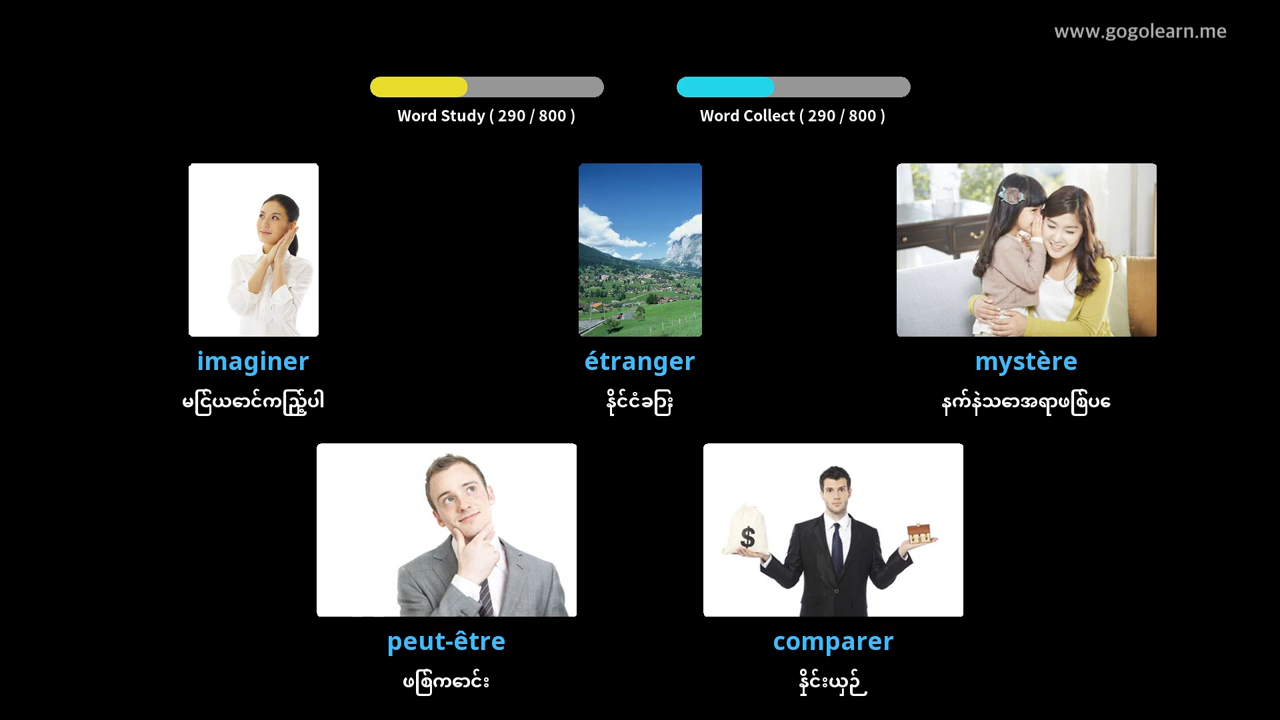 www.gogolearn.me
Word Study ( 290 / 800 )
Word Collect ( 290 / 800 )
imaginer
étranger
mystère
မြင်ယောင်ကည့်ပြါ
နိုင်ငံခြား
နက်နဲသောအရာဖြစ်ပေ
peut-être
comparer
ဖြစ်ကောင်း
နှိုင်းယှဉ်
$